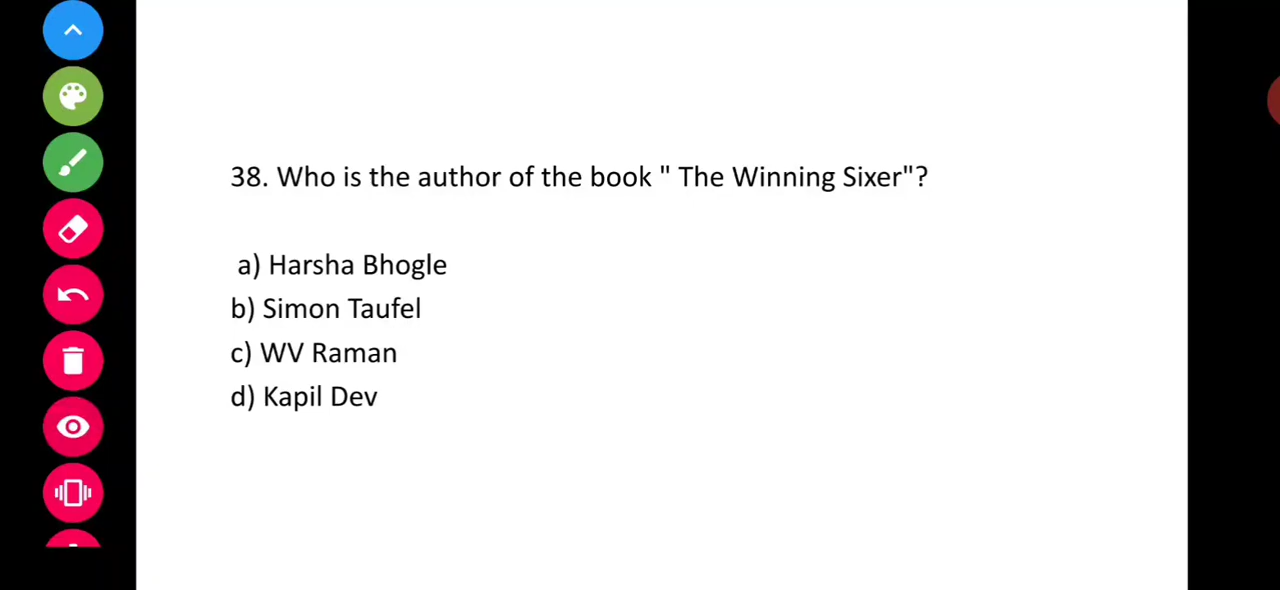 38. Who is the author of the book " The Winning Sixer"?
a) Harsha Bhogle
b) Simon Taufel
c) WV Raman
d) Kapil Dev